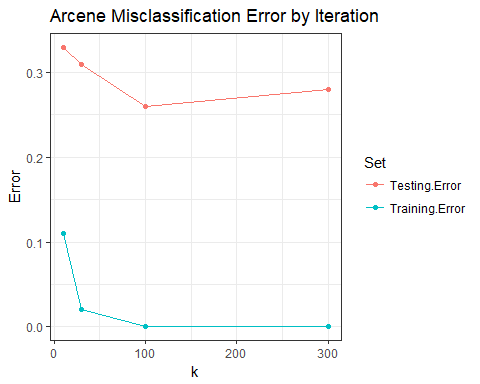 Arcene Misclassification Error by Iteration
0.3
0.2
0.1
0.0
Error
0
100
200
300
k
Set
Testing.Error
Training.Error